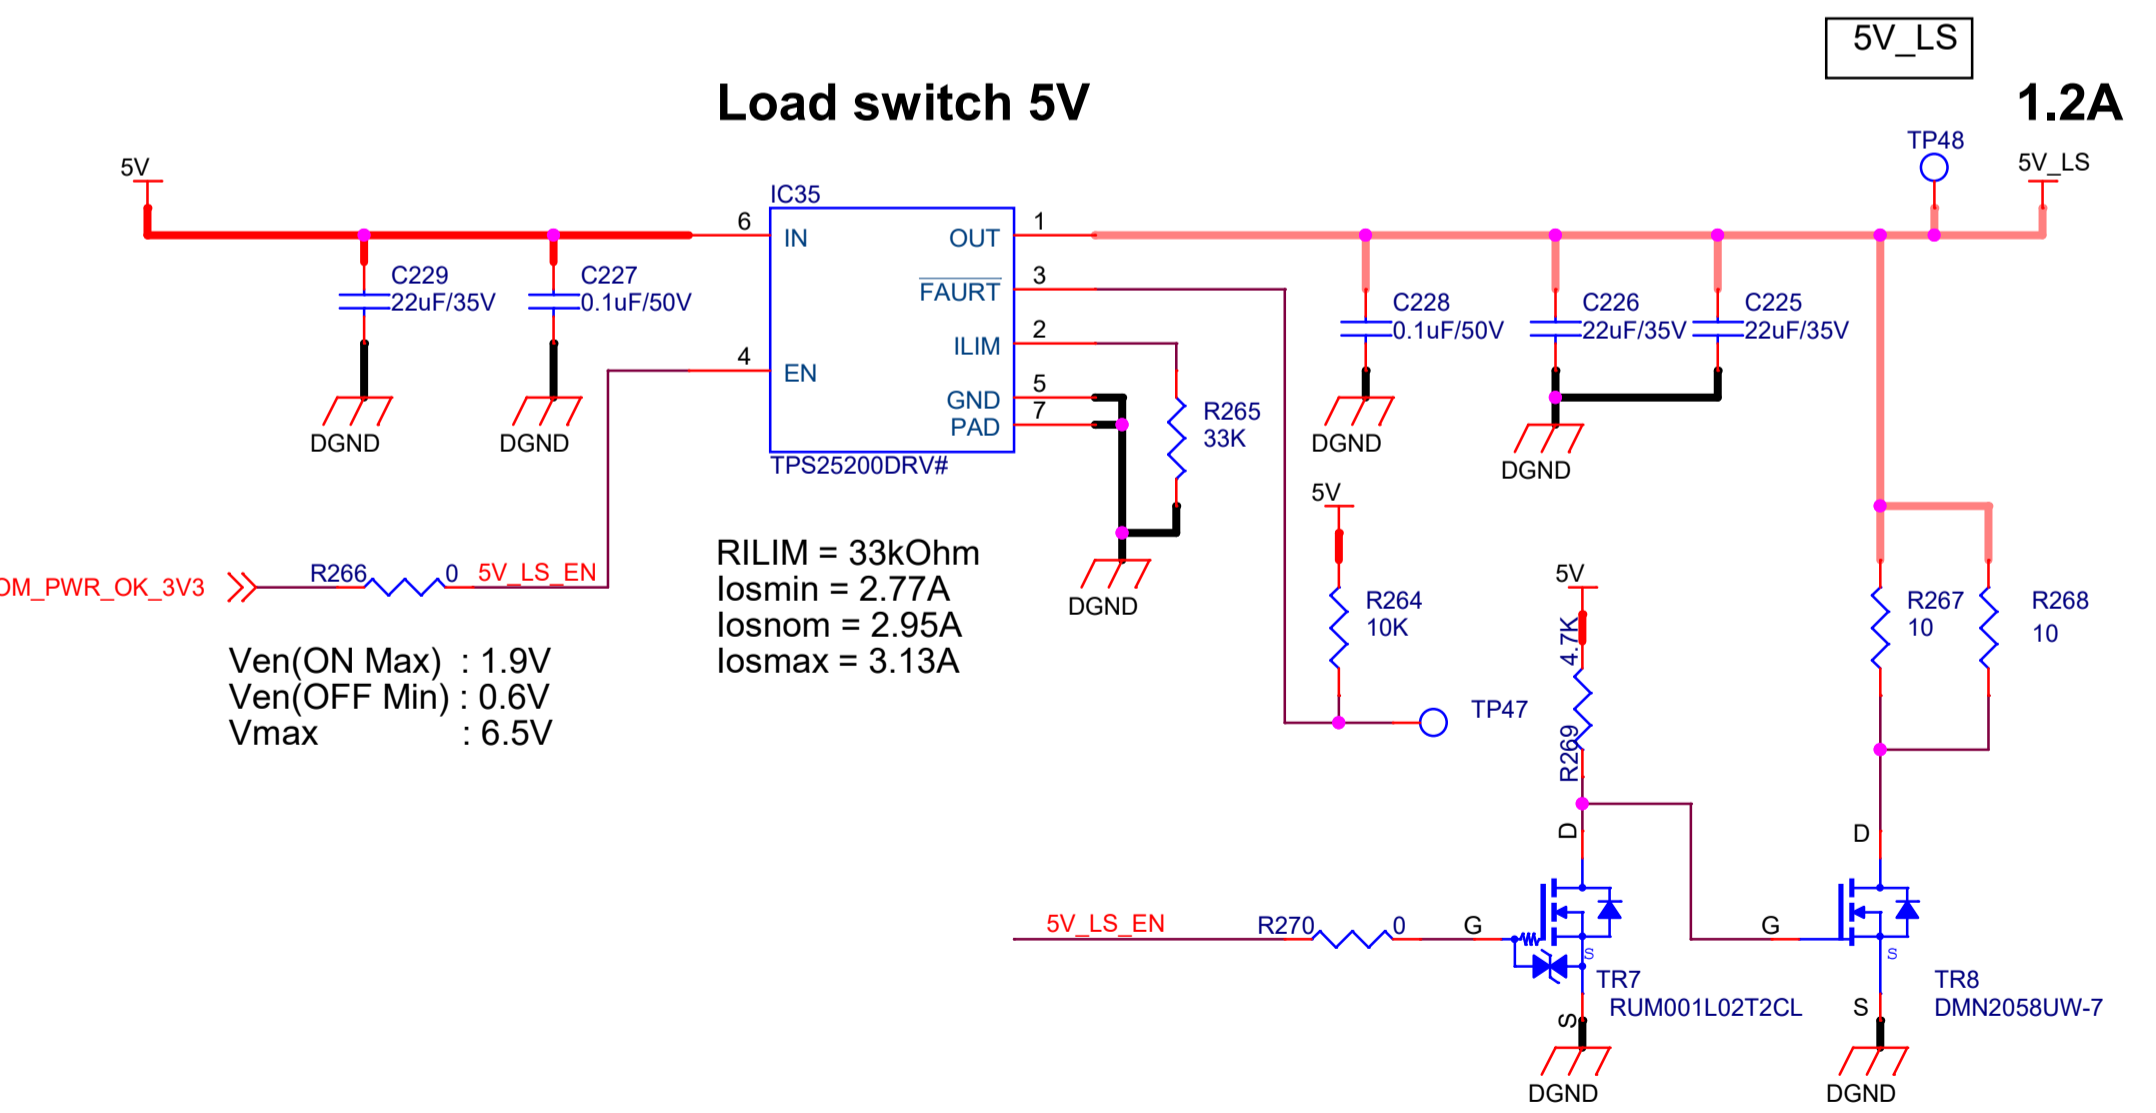 5V_LS
Load switch 5V
1.2A
TP48
5V
5V_LS
IC35
6
IN
OUT
1
C229
22uF/35V
C227
0.1uF/50V
FAURT
3
C228
0.1uF/50V
C226
22uF/35V
C225
22uF/35V
ILIM
2
4
EN
GND
5
PAD
7
R265
33K
DGND
DGND
DGND
DGND
TPS25200DRV#
5V
OM_PWR_OK_3V3
R266
0
5V_LS_EN
RILIM = 33kOhm
Iosmin = 2.77A
Iosnom = 2.95A
Iosmax = 3.13A
DGND
R264
10K
5V
4.7K
R269
R267
10
R268
10
Ven(ON Max) : 1.9V
Ven(OFF Min) : 0.6V
Vmax : 6.5V
TP47
D
D
5V_LS_EN
R270
0
G
G
S
S
TR7
RUM001L02T2CL
TR8
DMN2058UW-7
S
S
DGND
DGND